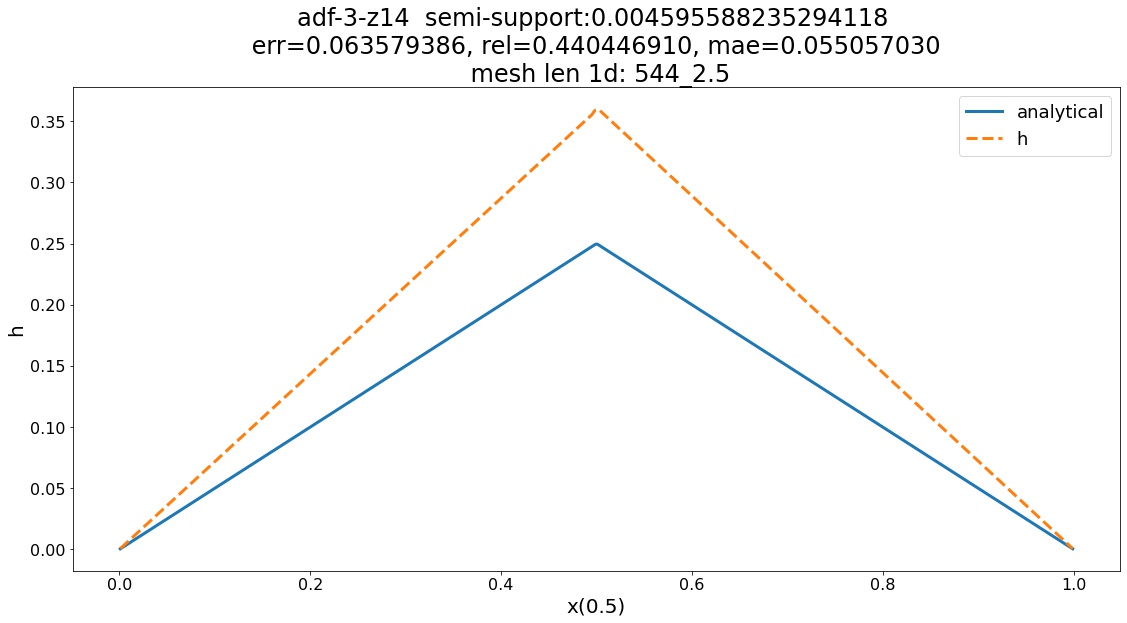 adf-3-z14  semi-support:0.004595588235294118
err=0.063579386, rel=0.440446910, mae=0.055057030
mesh len 1d: 544_2.5
analytical
h
0.35
0.30
0.25
0.20
0.15
0.10
0.05
0.00
h
0.0
0.2
0.4
0.6
0.8
1.0
x(0.5)